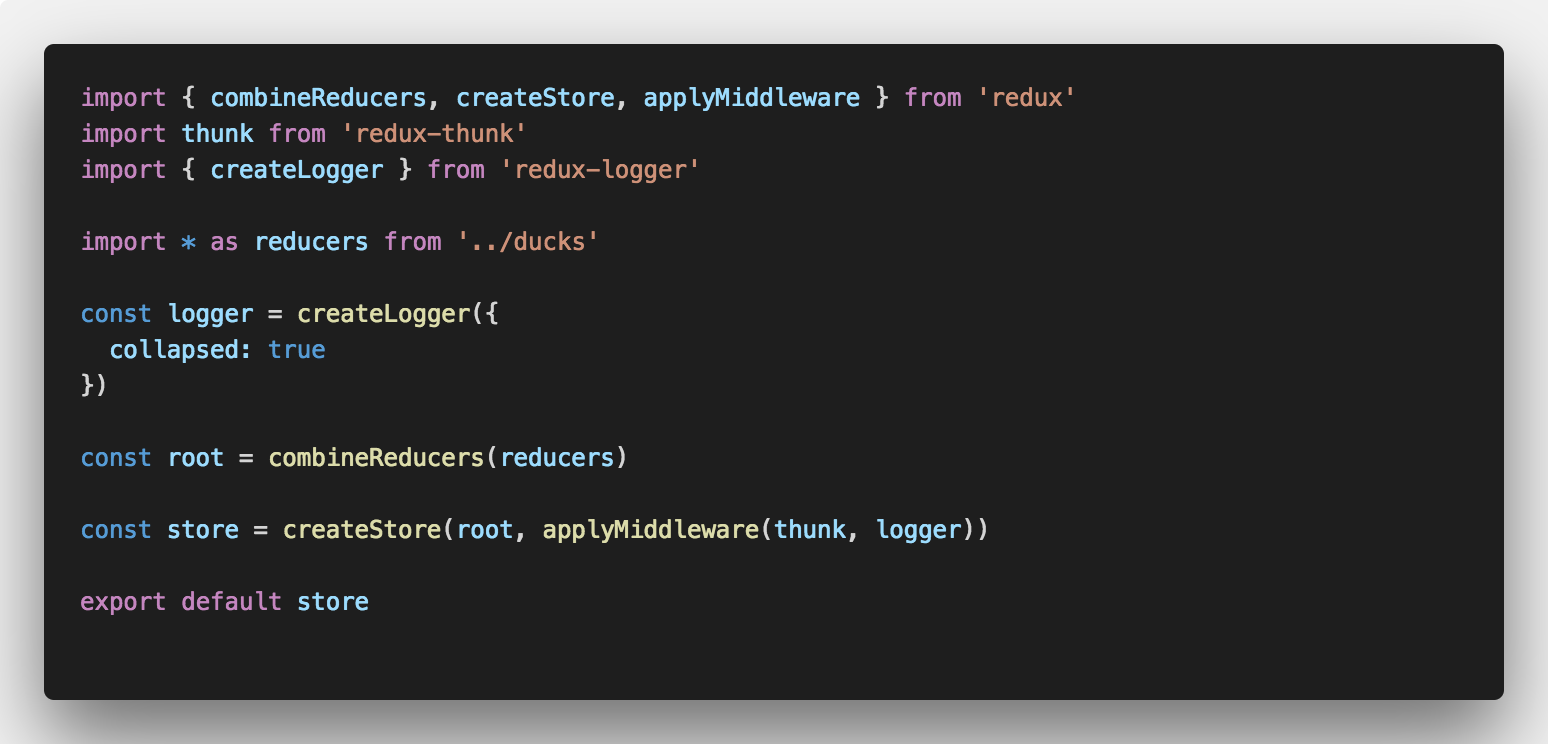 import { combineReducers, createStore, applyMiddleware } from 'redux'
import thunk from 'redux-thunk'
import { createLogger } from 'redux-logger'
import * as reducers from '../ducks'
const logger = createLogger({
  collapsed: true
})
const root = combineReducers(reducers)
const store = createStore(root, applyMiddleware(thunk, logger))
export default store